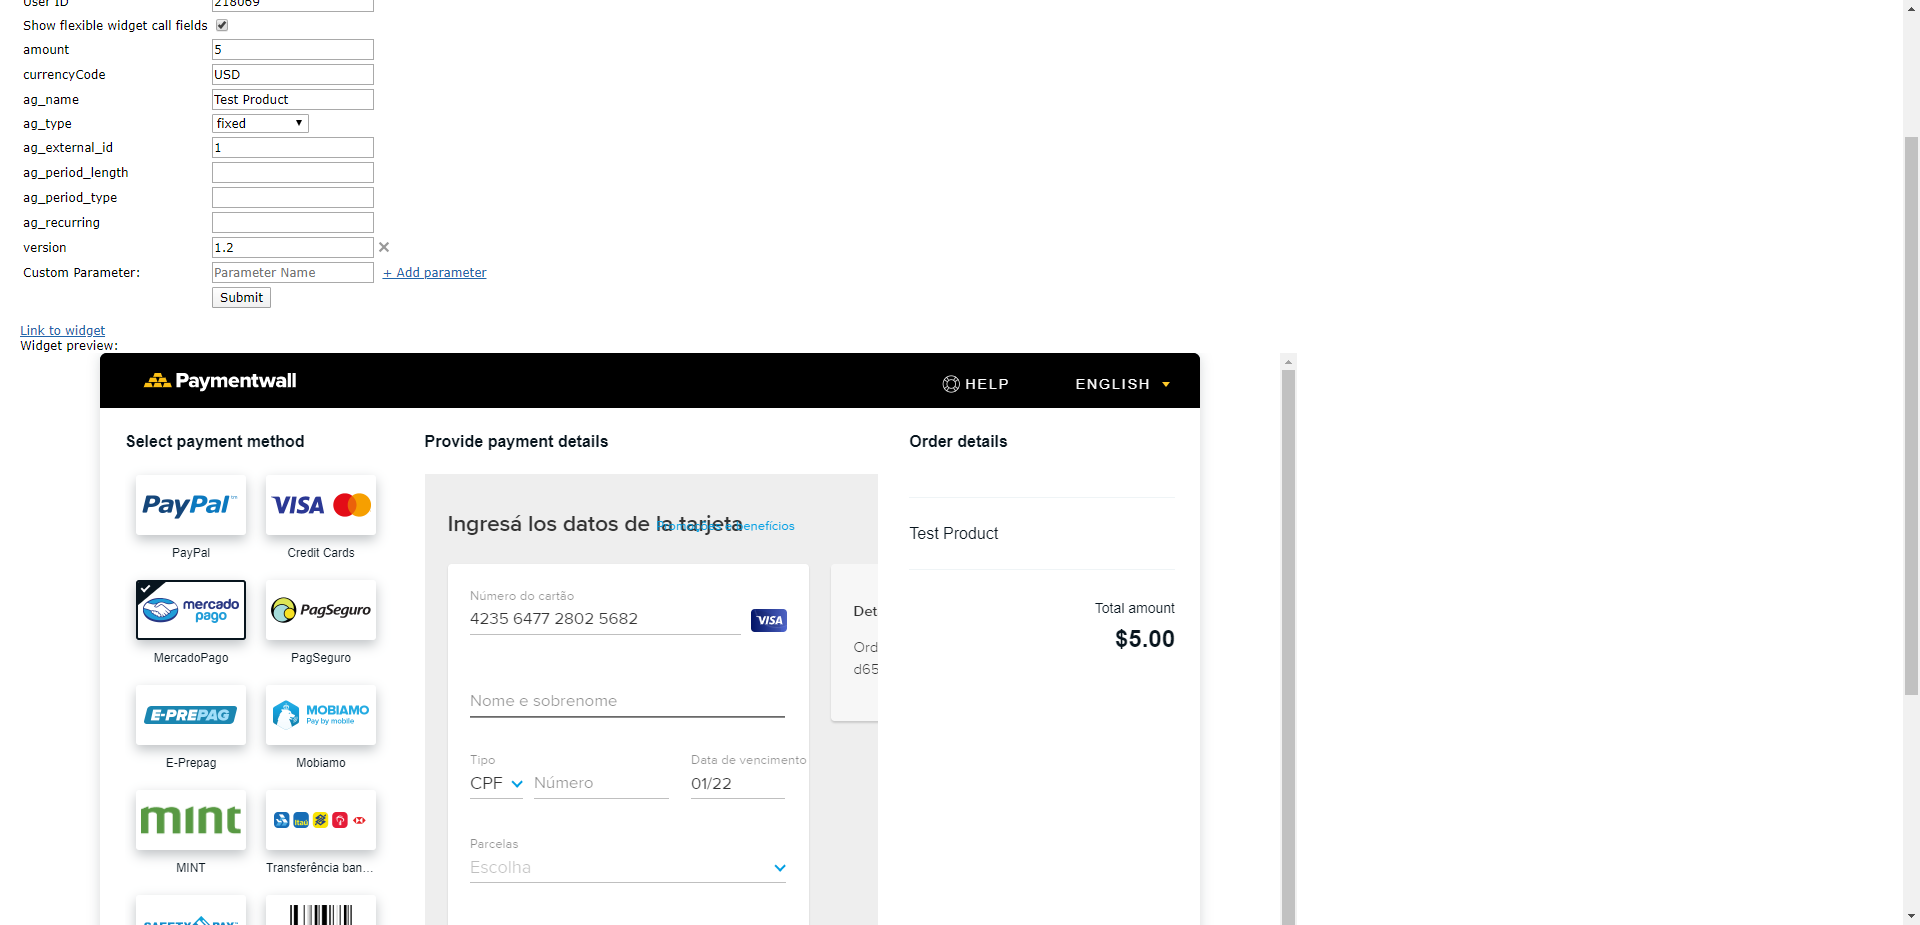 User ID 218069
Show flexible widget call fields
amount 5
currencyCode USD
ag_name Test Product
ag_type fixed
ag_external_id 1
ag_period_length
ag_period_type
ag_recurring
version 1.2
Custom Parameter: Parameter Name + Add parameter
Submit
Link to widget
Widget preview:
Paymentwall HELP ENGLISH
Select payment method
PayPal™
PayPal
VISA
Credit Cards
mercado
pago
MercadoPago
PagSeguro
PagSeguro
E-PREPAG
E-Prepag
MOBIAMO
Pay by mobile
Mobiamo
mint
MINT
Itaú
Transferência ban...
SAFETYPAY
Provide payment details
Ingresá los datos de la tarjeta
Promoções e benefícios
Número do cartão
4235 6477 2802 5682
VISA
Nome e sobrenome
Tipo
CPF
Número
Data de vencimento
01/22
Parcelas
Escolha
Det
Ord
d65
Order details
Test Product
Total amount
$5.00